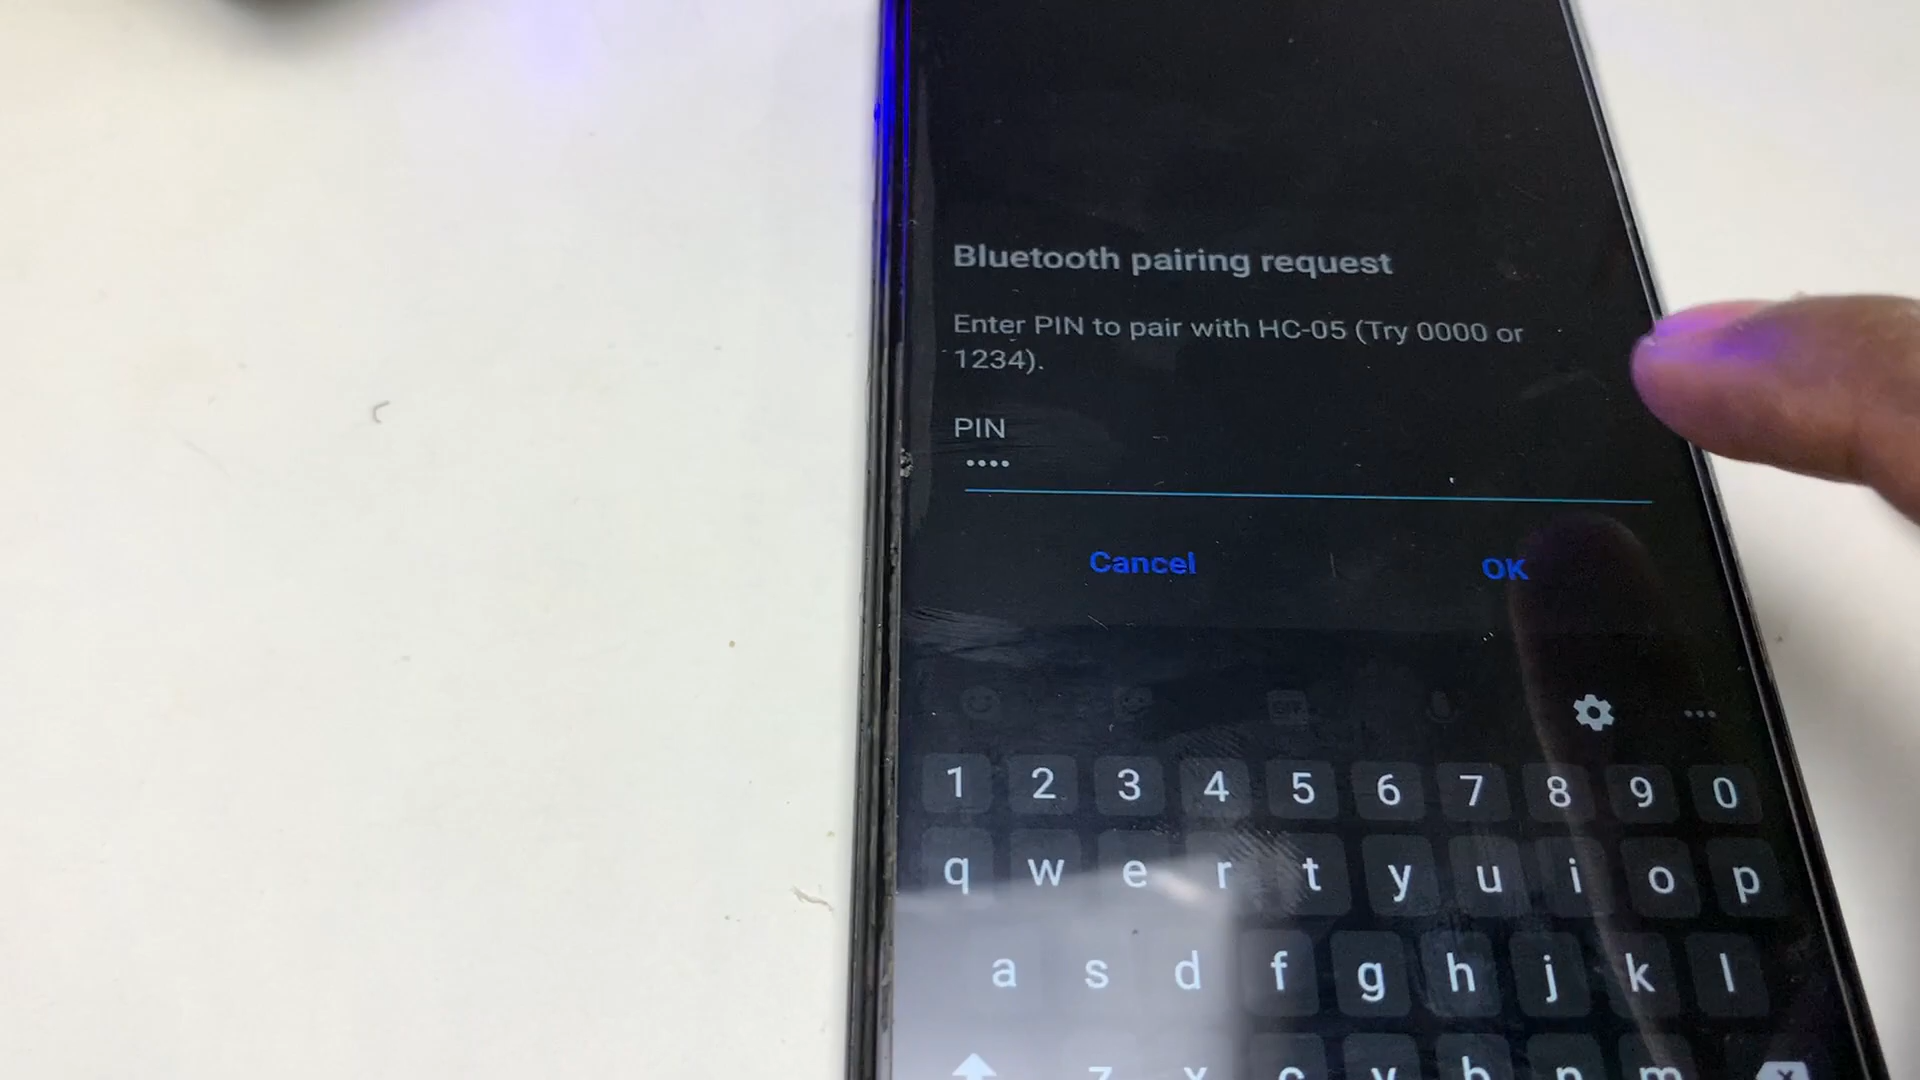 Bluetooth pairing request
Enter PIN to pair with HC-05 (Try 0000 or
1234).
PIN
••••
Cancel OK
GIF
1 2 3 4 5 6 7 8 9 0
q w e r t y u i o p
a s d f g h j k l
z x c v b n m